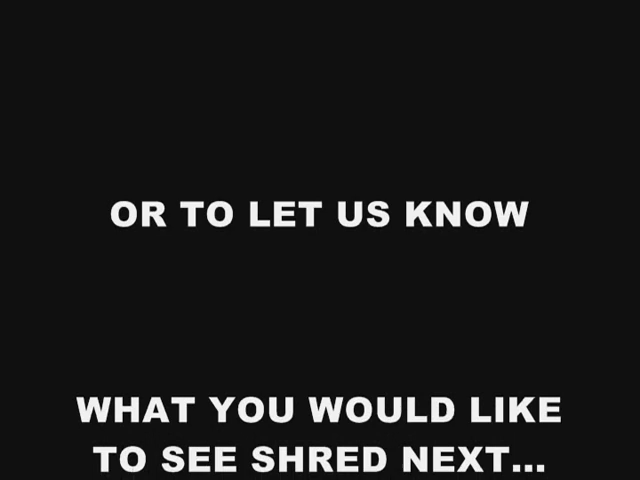 OR TO LET US KNOW
WHAT YOU WOULD LIKE
TO SEE SHRED NEXT...